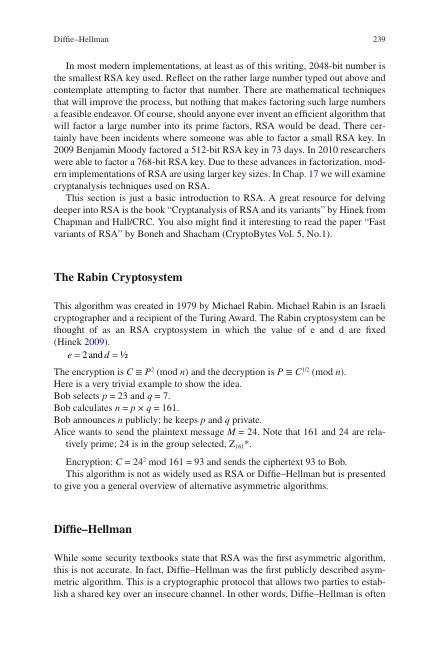 Diffie–Hellman 239
In most modern implementations, at least as of this writing, 2048-bit number is
the smallest RSA key used. Reflect on the rather large number typed out above and
contemplate attempting to factor that number. There are mathematical techniques
that will improve the process, but nothing that makes factoring such large numbers
a feasible endeavor. Of course, should anyone ever invent an efficient algorithm that
will factor a large number into its prime factors, RSA would be dead. There cer-
tainly have been incidents where someone was able to factor a small RSA key. In
2009 Benjamin Moody factored a 512-bit RSA key in 73 days. In 2010 researchers
were able to factor a 768-bit RSA key. Due to these advances in factorization, mod-
ern implementations of RSA are using larger key sizes. In Chap. 17 we will examine
cryptanalysis techniques used on RSA.
This section is just a basic introduction to RSA. A great resource for delving
deeper into RSA is the book “Cryptanalysis of RSA and its variants” by Hinek from
Chapman and Hall/CRC. You also might find it interesting to read the paper “Fast
variants of RSA” by Boneh and Shacham (CryptoBytes Vol. 5, No.1).
The Rabin Cryptosystem
This algorithm was created in 1979 by Michael Rabin. Michael Rabin is an Israeli
cryptographer and a recipient of the Turing Award. The Rabin cryptosystem can be
thought of as an RSA cryptosystem in which the value of e and d are fixed
(Hinek 2009).
e = 2 and d = ½
The encryption is C ≡ P² (mod n) and the decryption is P ≡ C¹ᐟ² (mod n).
Here is a very trivial example to show the idea.
Bob selects p = 23 and q = 7.
Bob calculates n = p × q = 161.
Bob announces n publicly; he keeps p and q private.
Alice wants to send the plaintext message M = 24. Note that 161 and 24 are rela-
tively prime; 24 is in the group selected, Z₁₆₁*.
Encryption: C = 24² mod 161 = 93 and sends the ciphertext 93 to Bob.
This algorithm is not as widely used as RSA or Diffie–Hellman but is presented
to give you a general overview of alternative asymmetric algorithms.
Diffie–Hellman
While some security textbooks state that RSA was the first asymmetric algorithm,
this is not accurate. In fact, Diffie–Hellman was the first publicly described asym-
metric algorithm. This is a cryptographic protocol that allows two parties to estab-
lish a shared key over an insecure channel. In other words, Diffie–Hellman is often